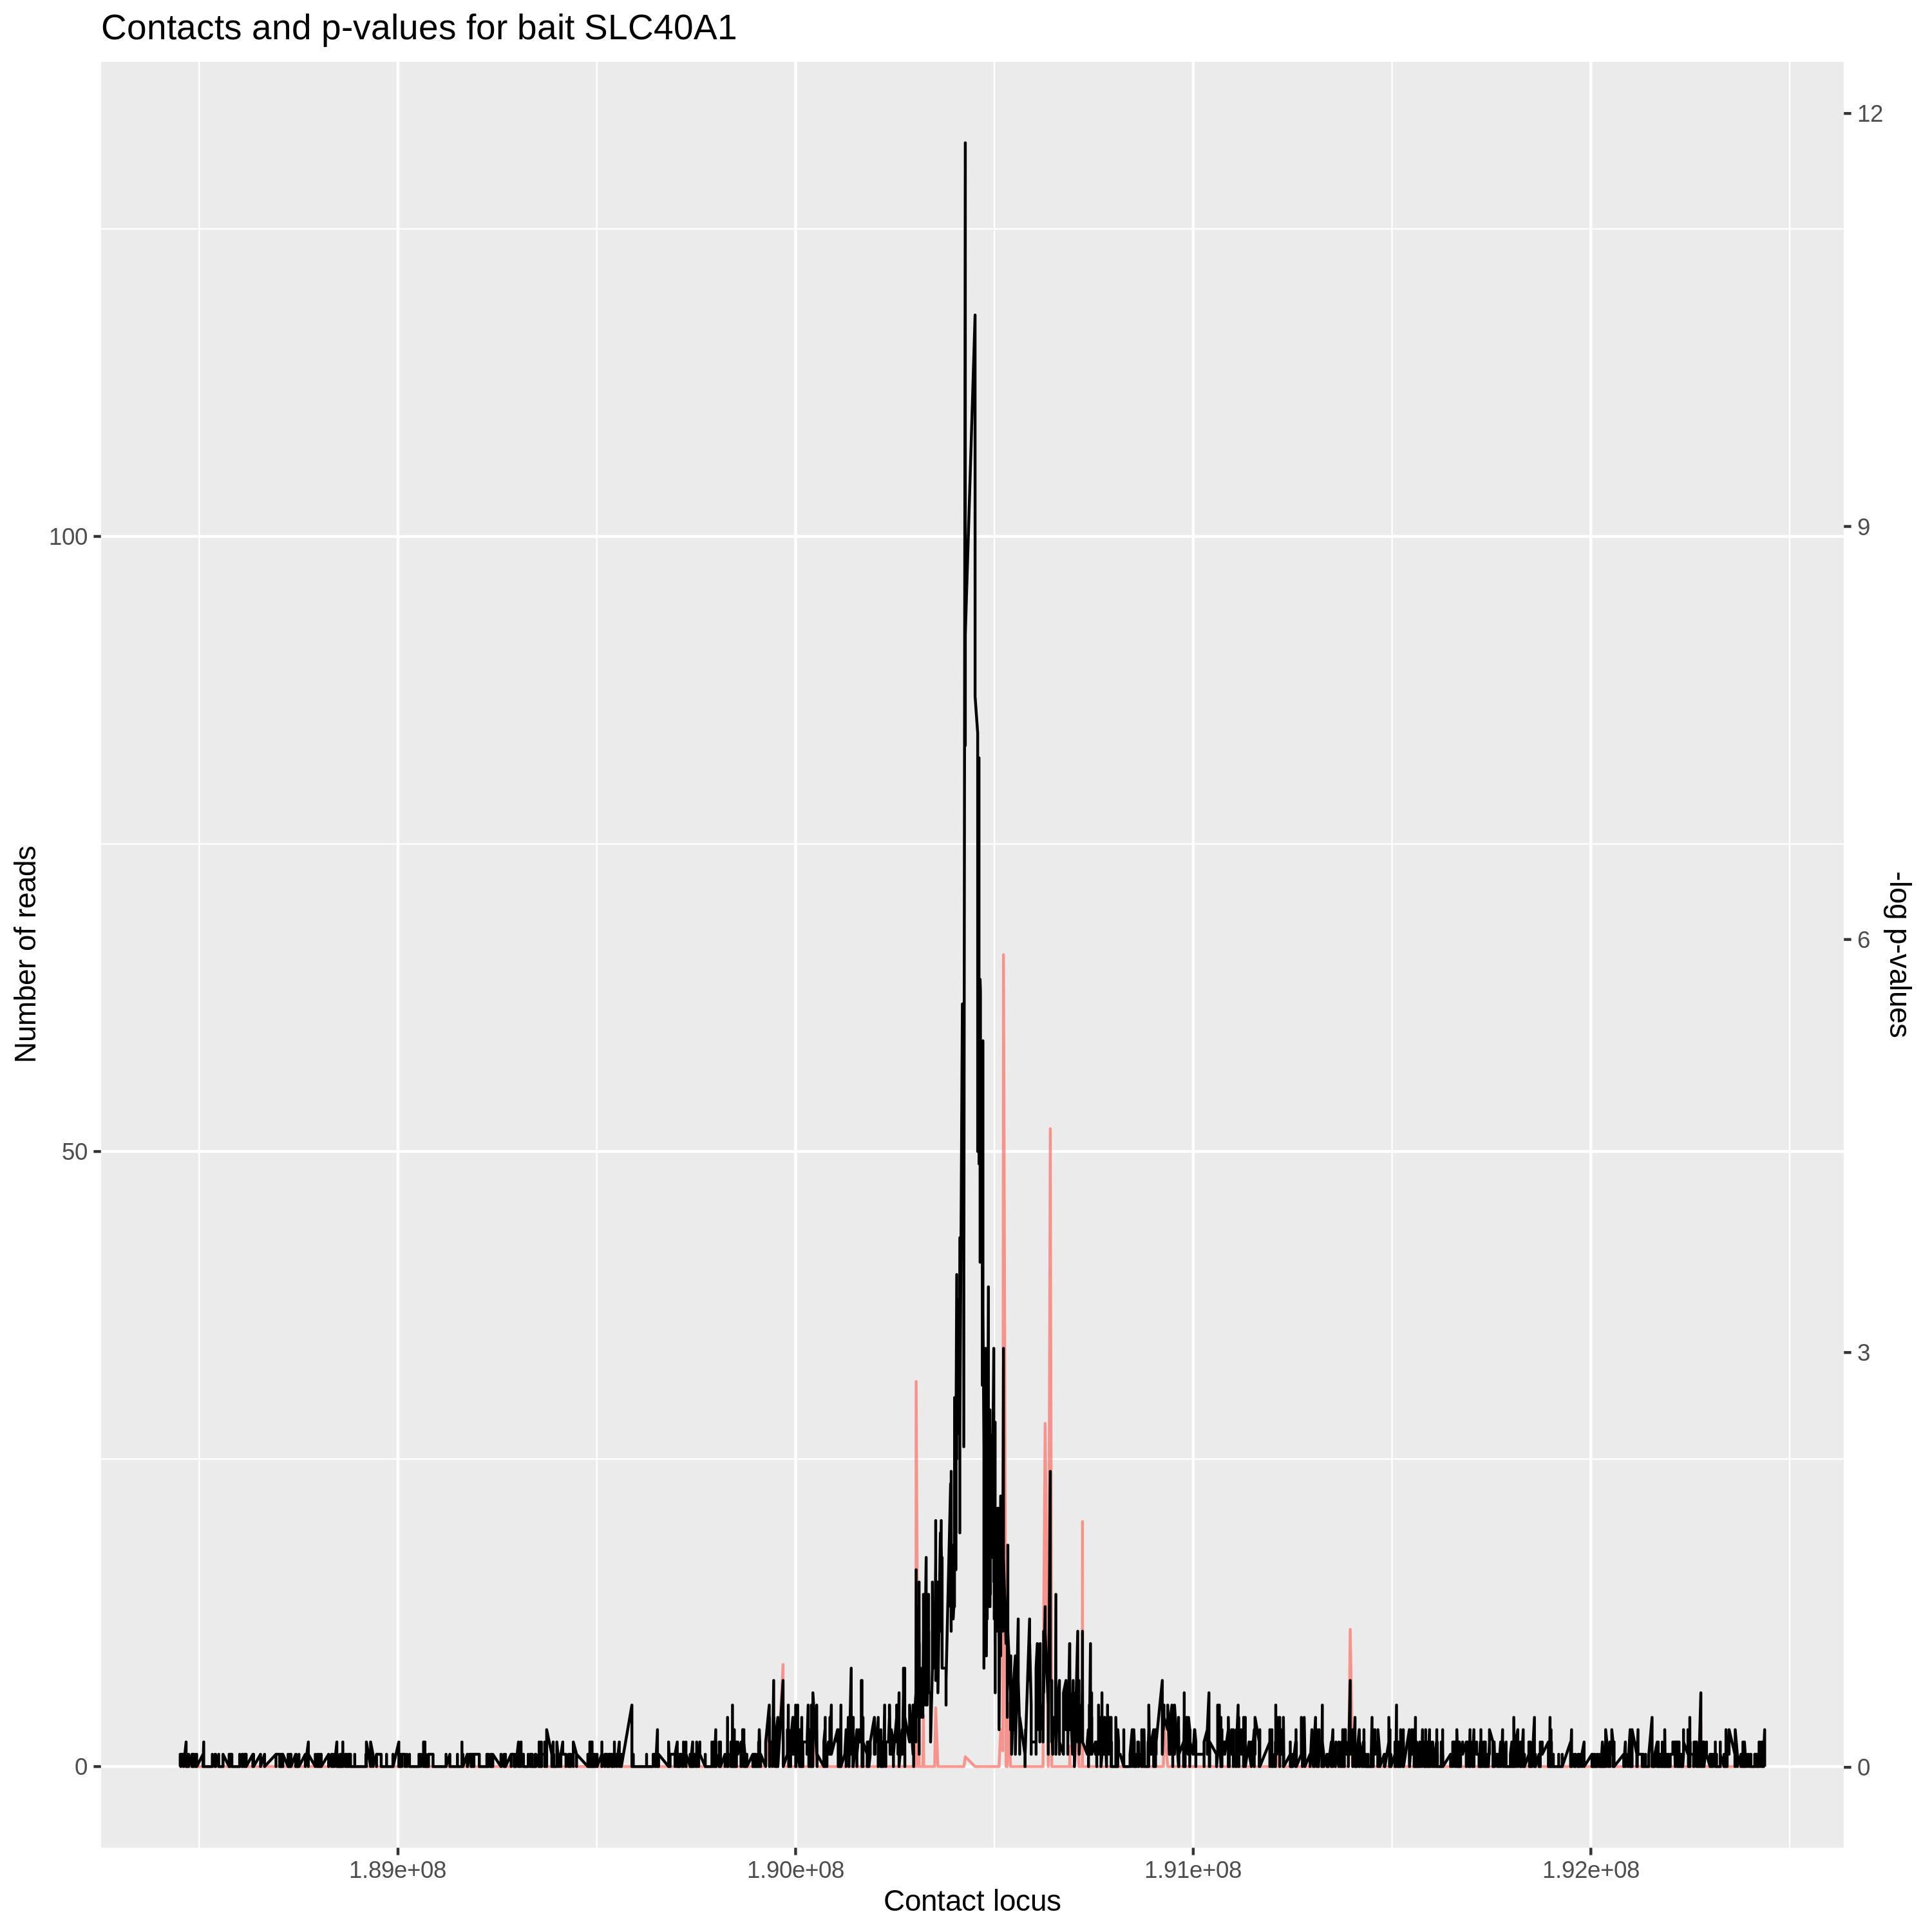 Contacts and p-values for bait SLC40A1
12
100
9
Number of reads
-log p-values
6
50
3
0
0
1.89e+08
1.90e+08
1.91e+08
1.92e+08
Contact locus